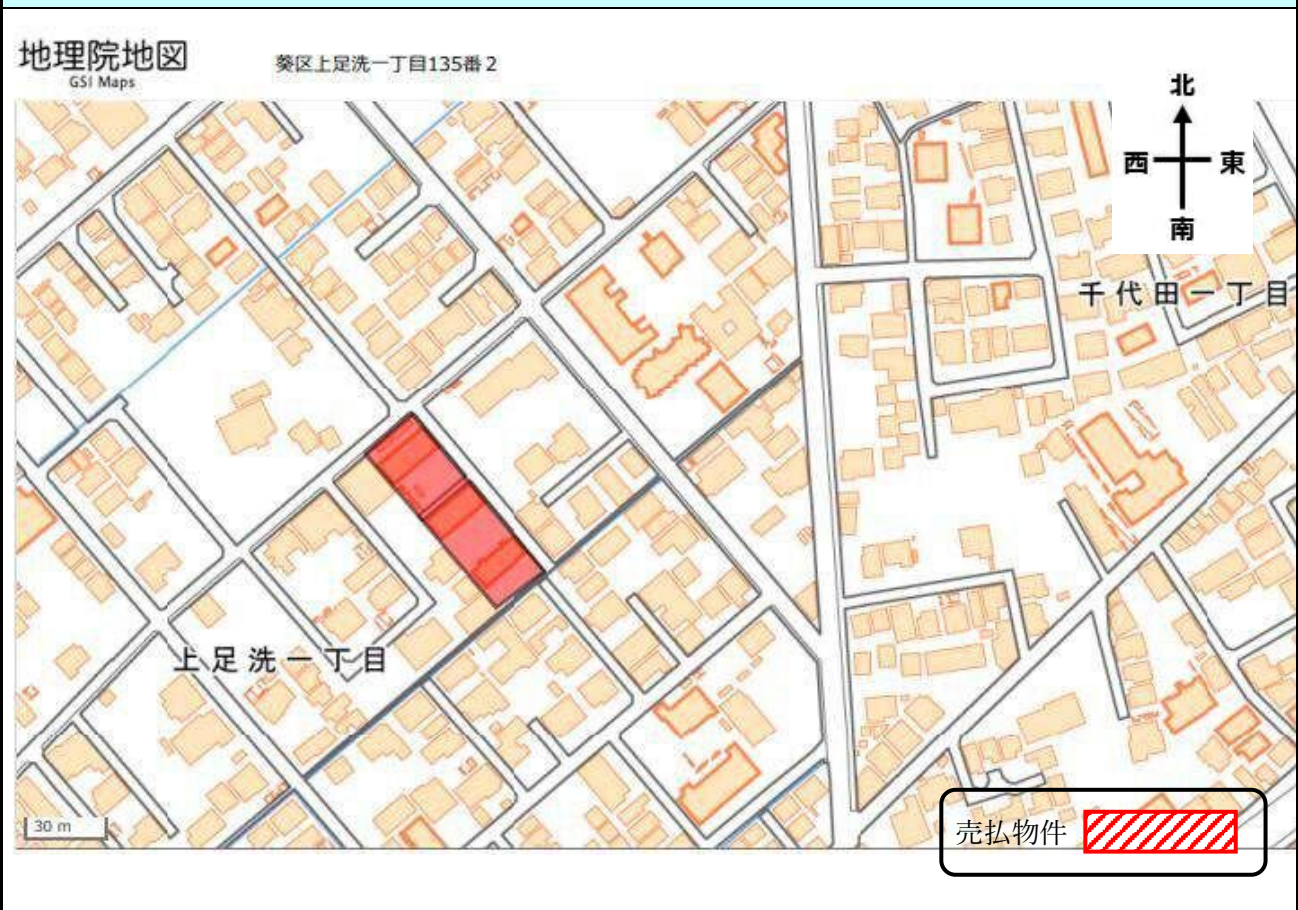 地理院地図
GSI Maps
葵区上足洗一丁目135番2
北
西
東
南
千代田一丁目
上足洗一丁目
30 m
売払物件